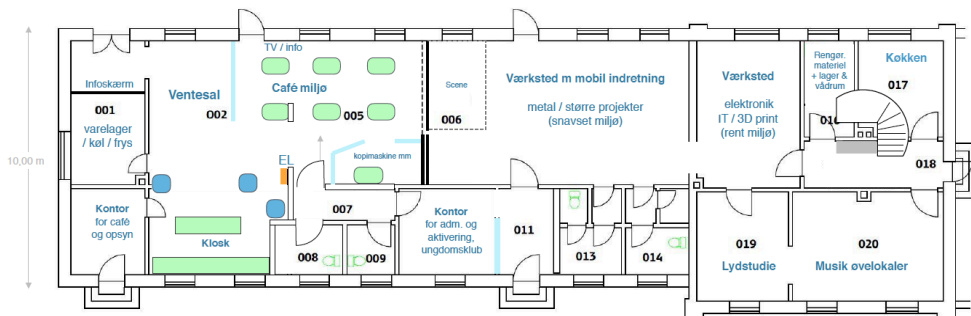 10,00 m
Infoskærm
001
varelager
/ køl / frys
Kontor
for café
og opsyn
Ventesal
002
TV / info
Café miljø
005
EL
kopimaskine mm
Kiosk
007
008
009
Scene
006
Værksted m mobil indretning
metal / større projekter
(snavset miljø)
Kontor
for adm. og
aktivering,
ungdomsklub
011
013
014
Værksted
elektronik
IT / 3D print
(rent miljø)
Rengør.
materiel
+ lager &
vådrum
016
Køkken
017
018
019
Lydstudie
020
Musik øvelokaler